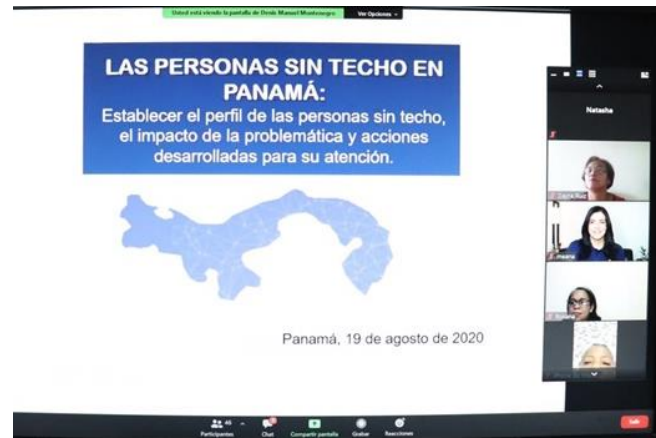 Usted está viendo la pantalla de Denis Manuel Montenegro
Ver Opciones
LAS PERSONAS SIN TECHO EN
PANAMÁ:
Establecer el perfil de las personas sin techo,
el impacto de la problemática y acciones
desarrolladas para su atención.
Panamá, 19 de agosto de 2020
Natasha
Participantes
45
Chat
Compartir pantalla
Grabar
Reacciones
Salir